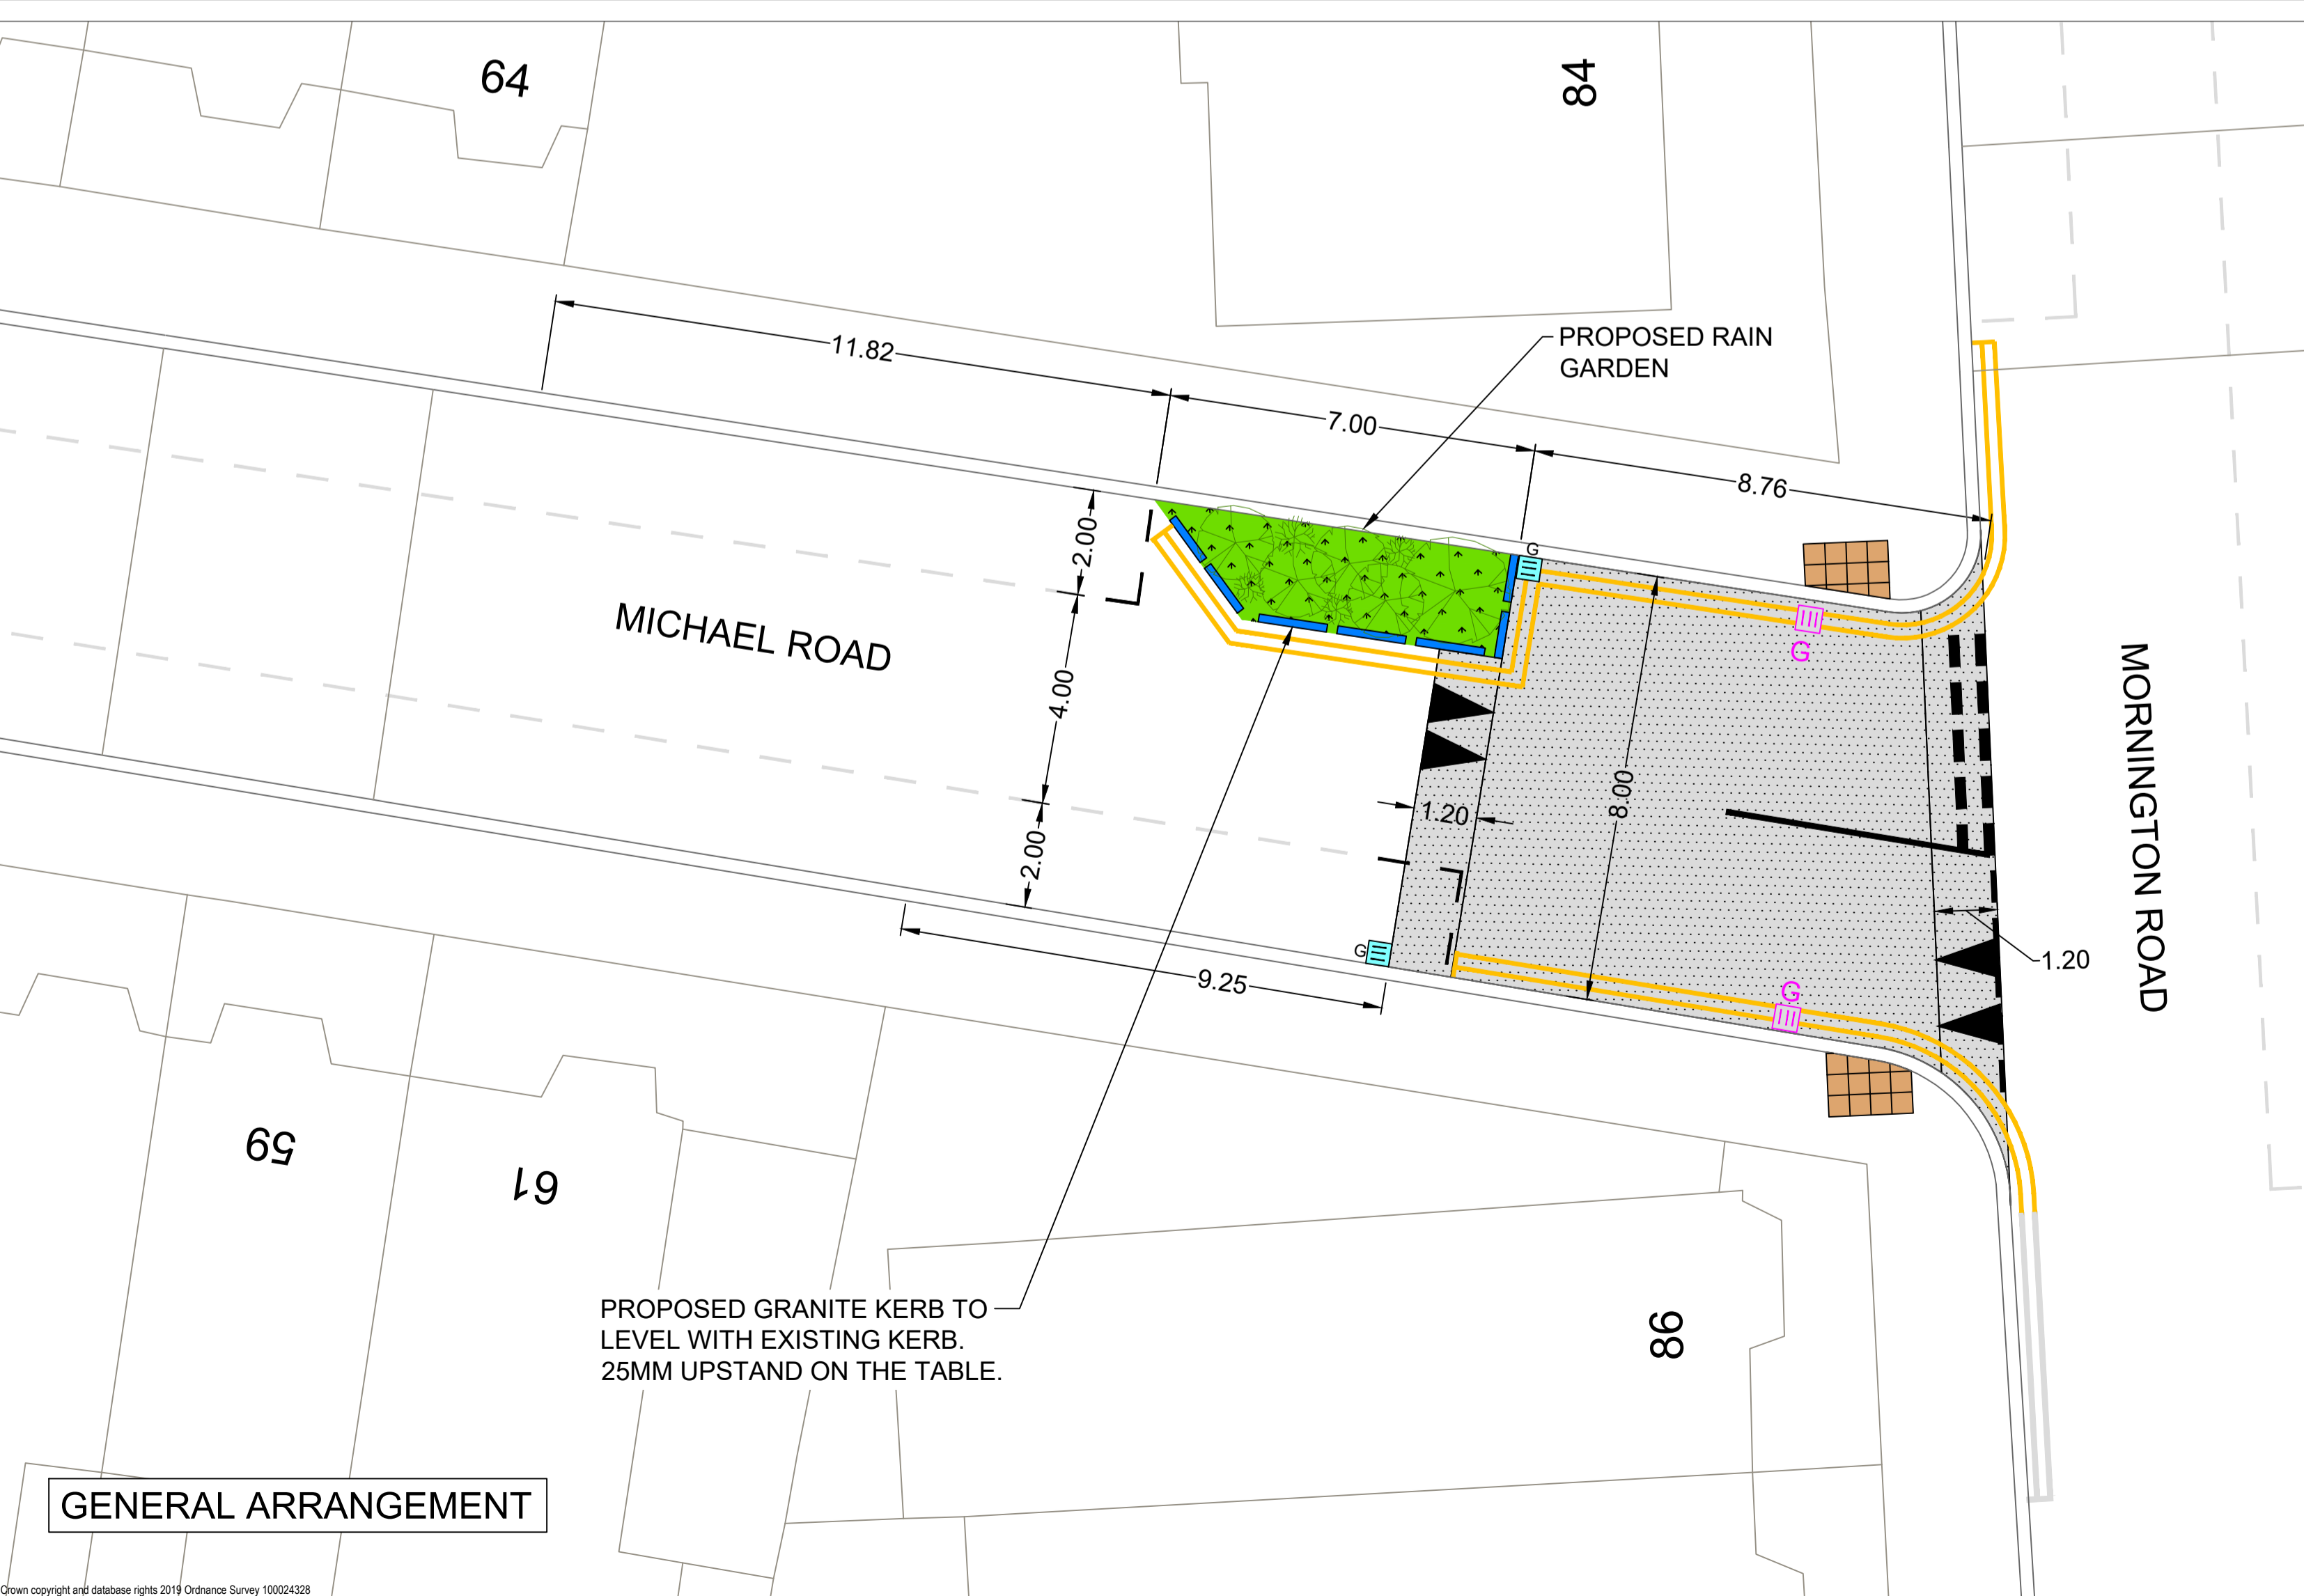 64
84
11.82
PROPOSED RAIN
GARDEN
7.00
8.76
2.00
G
MICHAEL ROAD
G
4.00
8.00
1.20
MORNINGTON ROAD
2.00
G
1.20
9.25
G
59
61
PROPOSED GRANITE KERB TO
LEVEL WITH EXISTING KERB.
25MM UPSTAND ON THE TABLE.
86
GENERAL ARRANGEMENT
Crown copyright and database rights 2019 Ordnance Survey 100024328